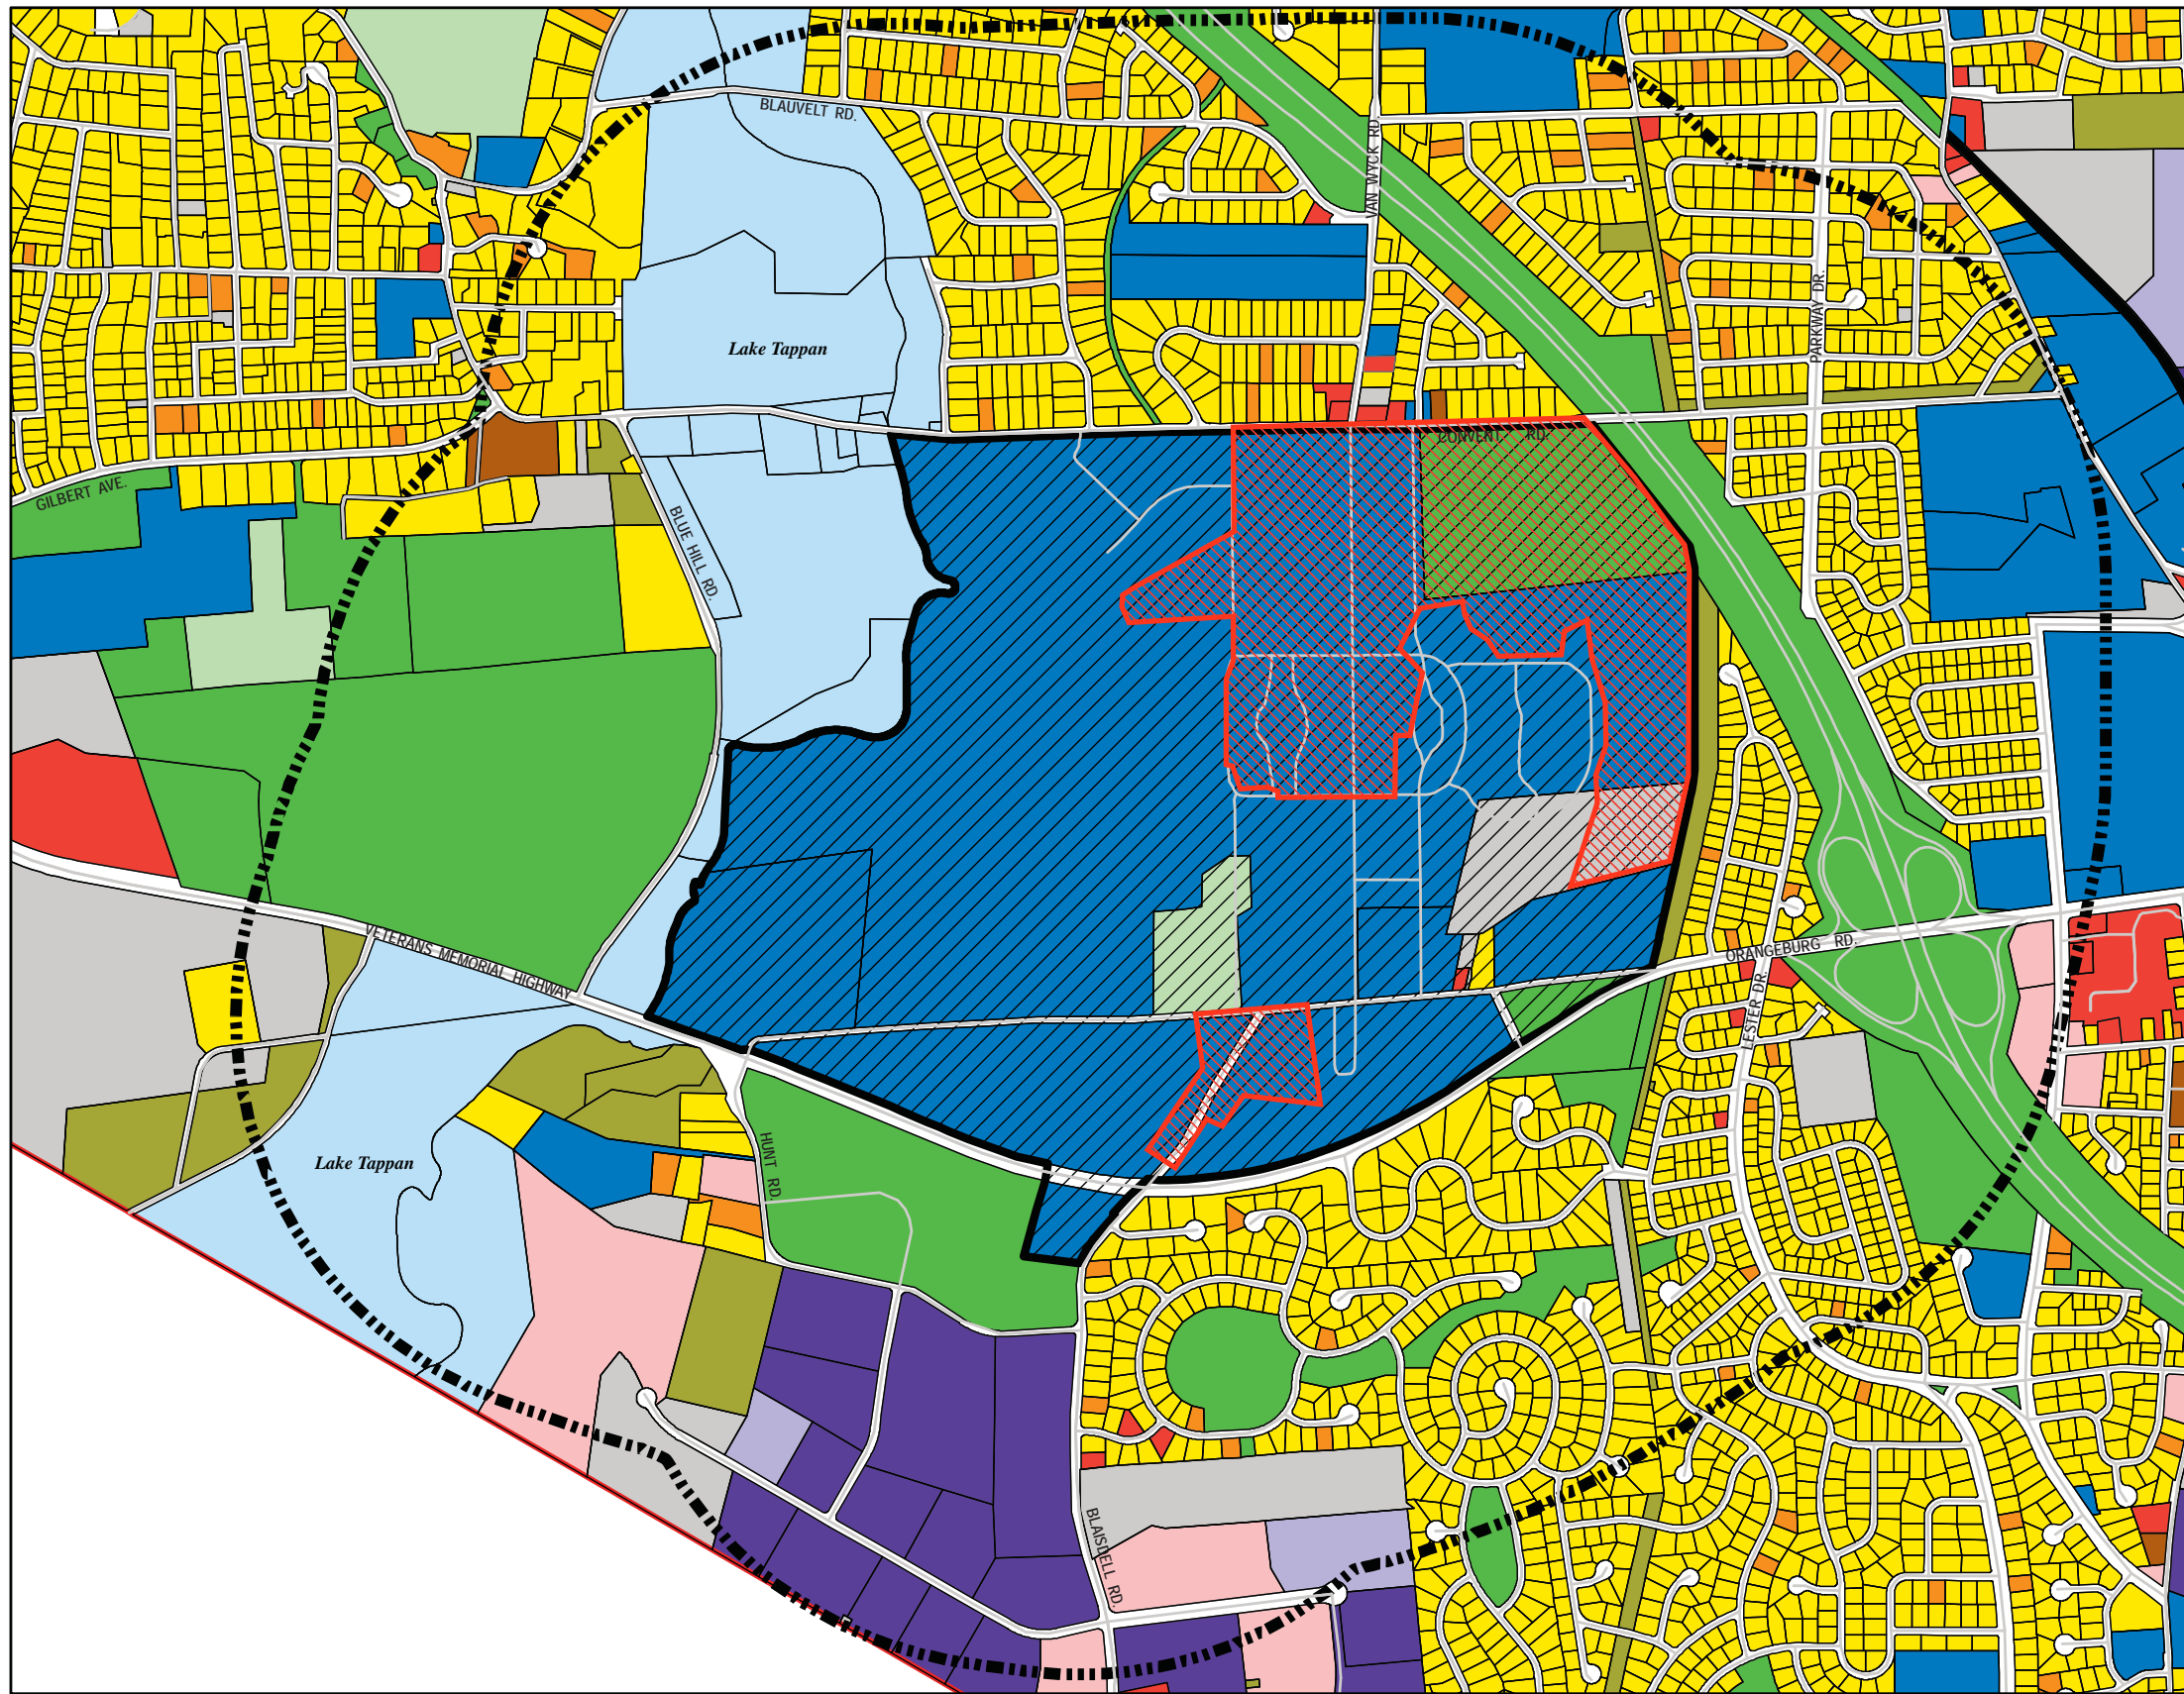 BLAUVELT RD.
VAN WYCK RD.
PARKWAY DR.
Lake Tappan
CONVENT RD.
GILBERT AVE.
BLUE HILL RD.
VETERANS MEMORIAL HIGHWAY
ORANGEBURG RD.
LESTER DR.
Lake Tappan
HUNT RD.
BLAISDELL RD.